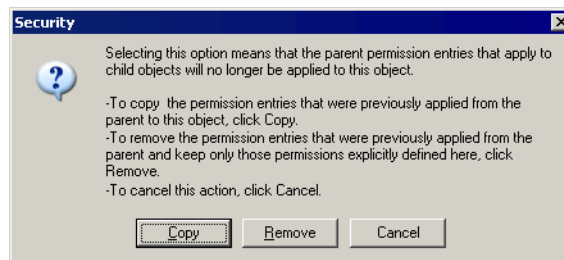 Security
Selecting this option means that the parent permission entries that apply to
child objects will no longer be applied to this object.
-To copy  the permission entries that were previously applied from the
parent to this object, click Copy.
-To remove the permission entries that were previously applied from the
parent and keep only those permissions explicitly defined here, click
Remove.
-To cancel this action, click Cancel.
Copy
Remove
Cancel